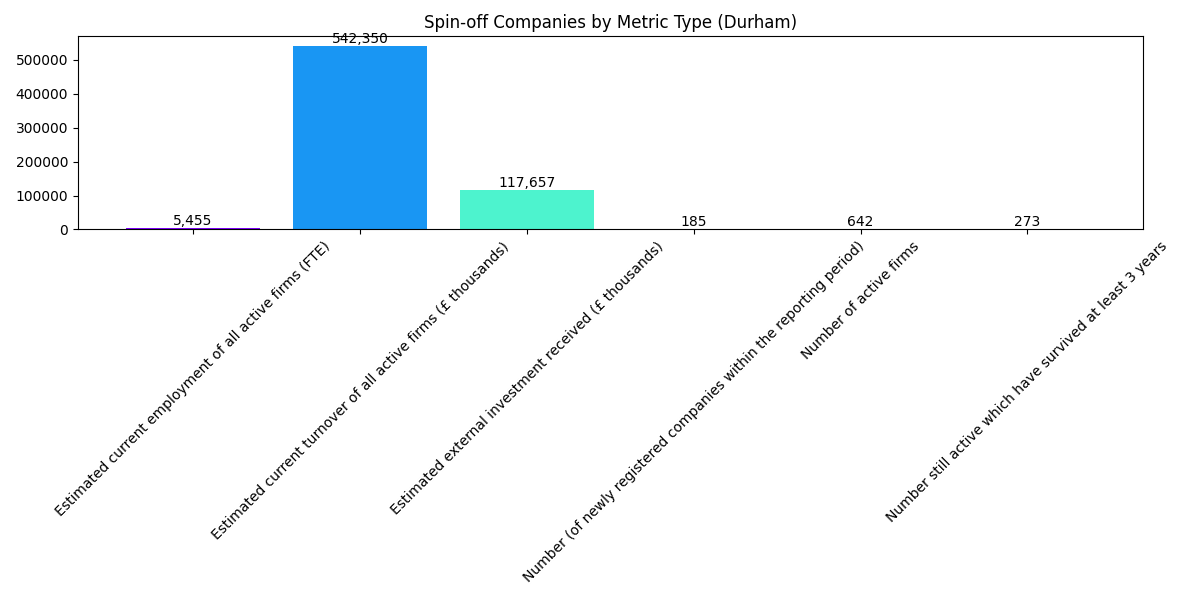 Spin-off Companies by Metric Type (Durham)
500000
400000
300000
200000
100000
0
5,455
542,350
117,657
185
642
273
Estimated current employment of all active firms (FTE)
Estimated current turnover of all active firms (£ thousands)
Estimated external investment received (£ thousands)
Number (of newly registered companies within the reporting period)
Number of active firms
Number still active which have survived at least 3 years